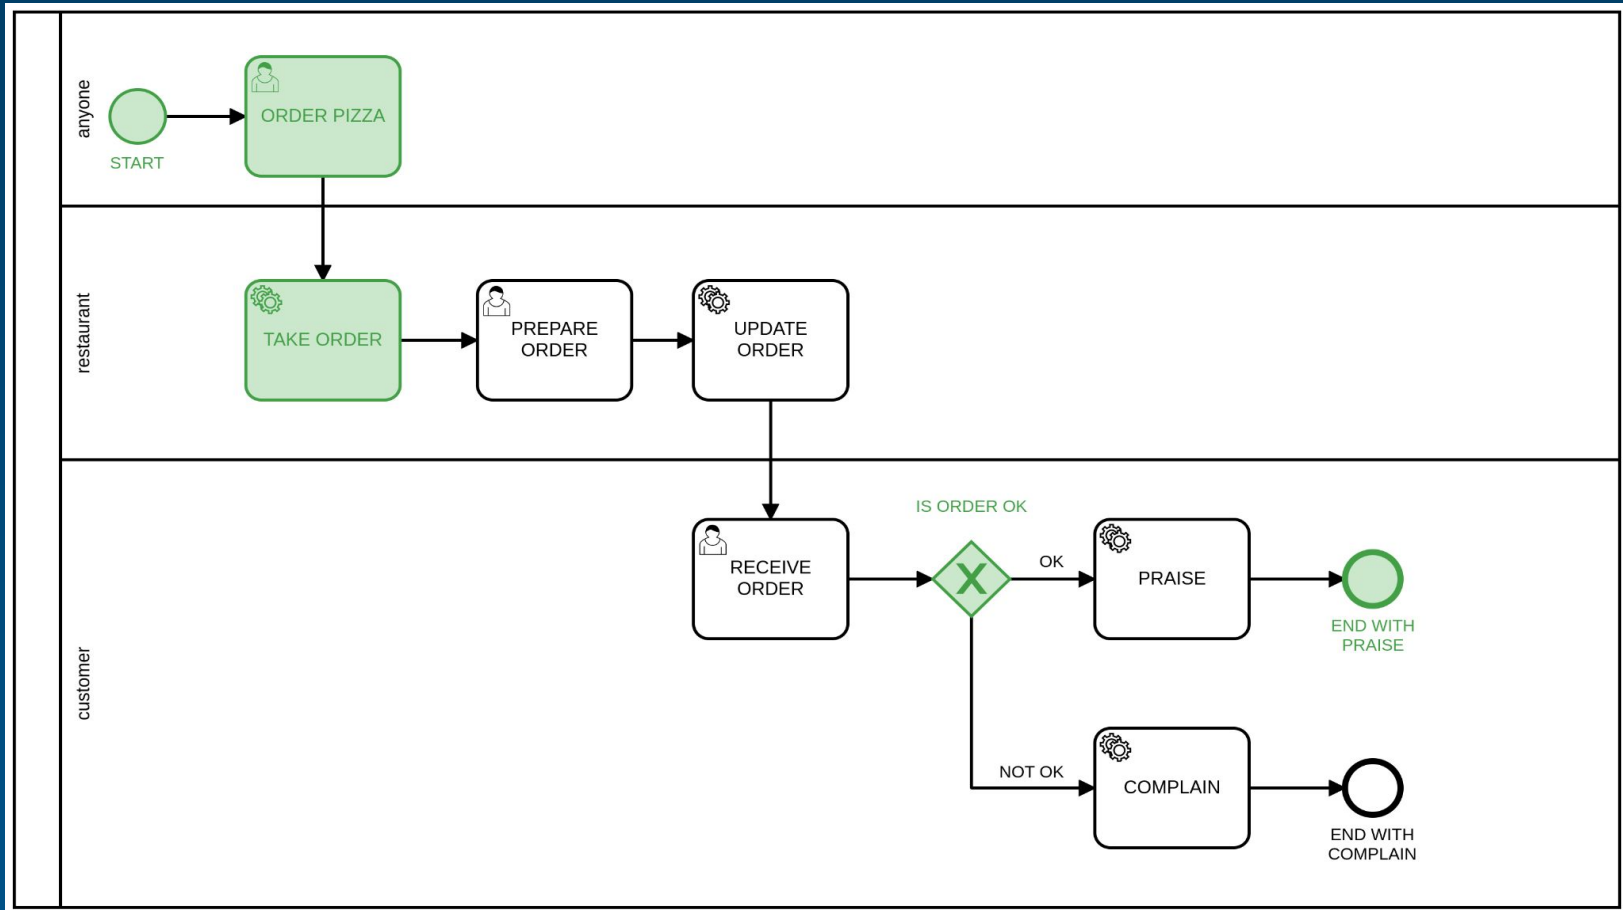 anyone
START
ORDER PIZZA
restaurant
TAKE ORDER
PREPARE
ORDER
UPDATE
ORDER
customer
RECEIVE
ORDER
IS ORDER OK
X
OK
PRAISE
END WITH
PRAISE
NOT OK
COMPLAIN
END WITH
COMPLAIN